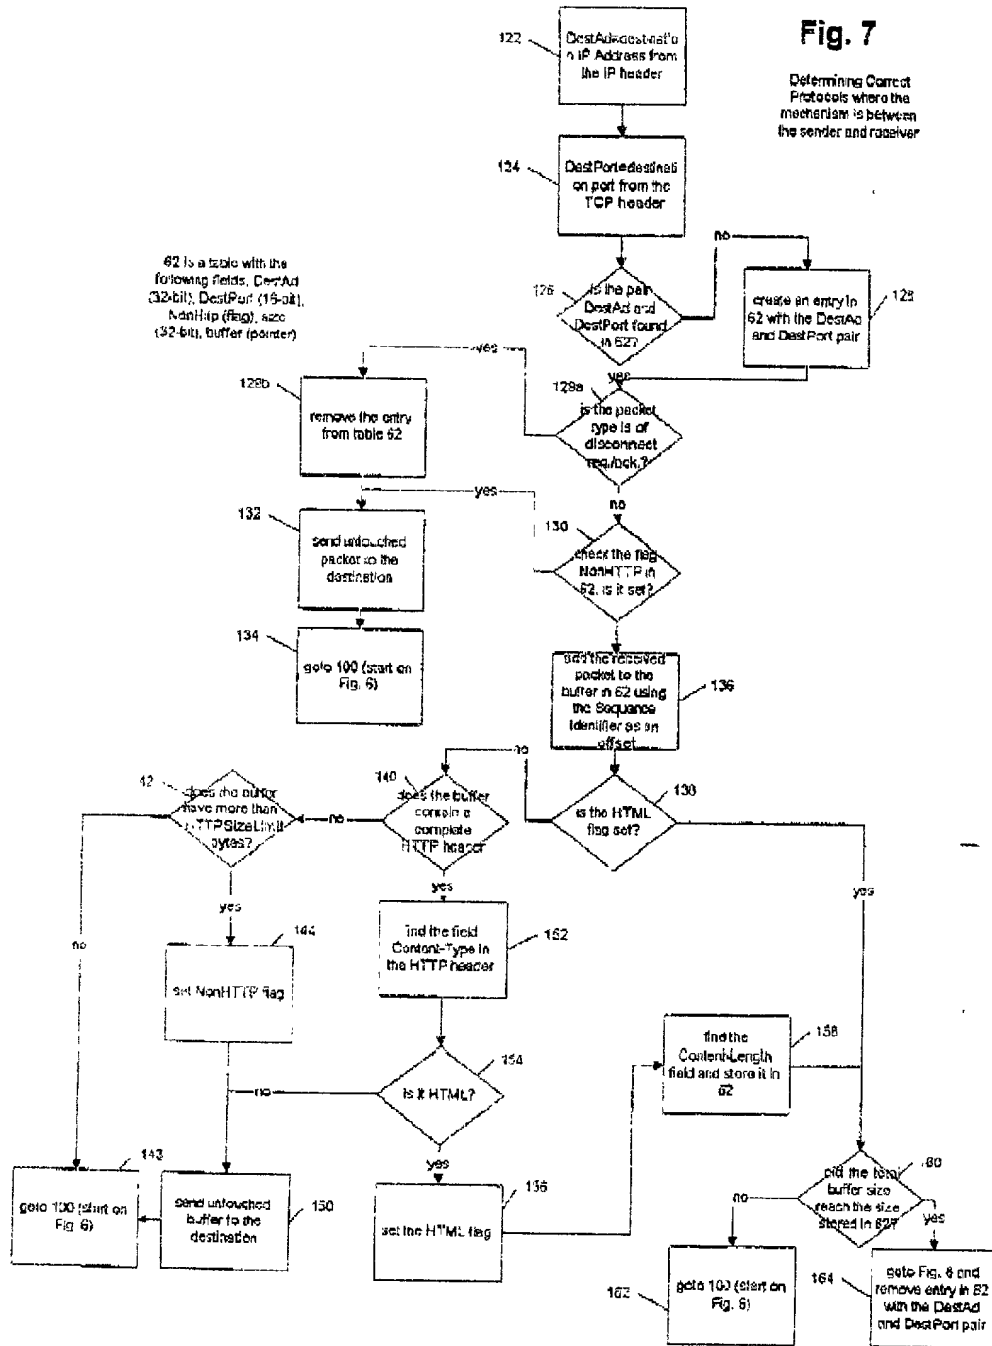 Fig. 7
Determining Correct
Protocols where the
mechanism is between
the sender and receiver
122
DestAd=destinatio
n IP Address from
the IP header
124
DestPort=destinati
on port from the
TCP header
62 is a table with the
following fields, DestAd
(32-bit), DestPort (16-bit),
NonHttp (flag), size
(32-bit), buffer (pointer)
126
is the pair
DestAd and
DestPort found
in 62?
no
128
create an entry in
62 with the DestAd
and DestPort pair
yes
129a
is the packet
type is of
disconnect
req./ack.?
yes
129b
remove the entry
from table 62
no
130
check the flag
NonHTTP in
62. is it set?
yes
132
send untouched
packet to the
destination
134
goto 100 (start on
Fig. 6)
136
add the received
packet to the
buffer in 62 using
the Sequence
Identifier as an
offset
138
is the HTML
flag set?
no
yes
140
does the buffer
contain a
complete
HTTP header
no
yes
42
does the buffer
have more than
HTTPSizeLimit
bytes?
no
yes
144
set NonHTTP flag
152
find the field
Content-Type in
the HTTP header
154
is it HTML?
no
yes
158
find the
Content-Length
field and store it in
62
143
goto 100 (start on
Fig. 6)
150
send untouched
buffer to the
destination
156
set the HTML flag
160
did the total
buffer size
reach the size
stored in 62?
no
yes
162
goto 100 (start on
Fig. 6)
164
goto Fig. 8 and
remove entry in 62
with the DestAd
and DestPort pair